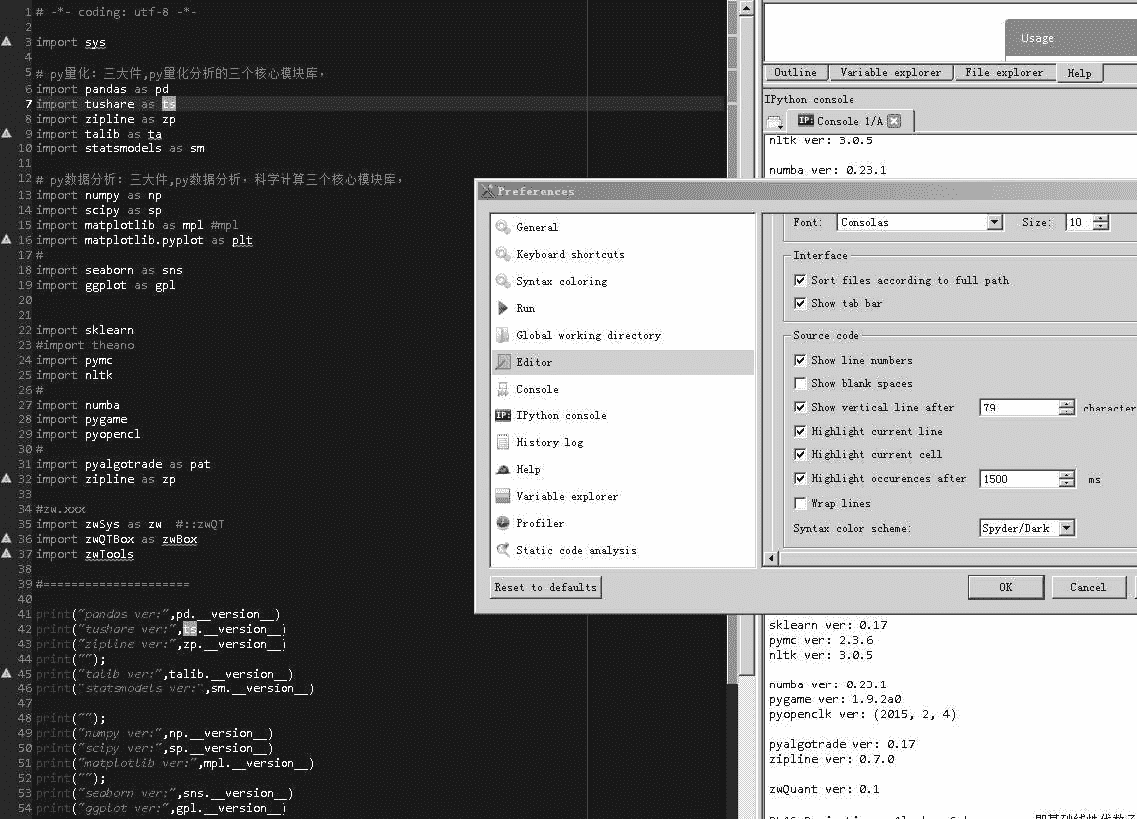 1 # -*- coding: utf-8 -*-
2
3 import sys
4
5 # py量化：三大件,py量化分析的三个核心模块库，
6 import pandas as pd
7 import tushare as ts
8 import zipline as zp
9 import talib as ta
10 import statsmodels as sm
11
12 # py数据分析：三大件,py数据分析，科学计算三个核心模块库，
13 import numpy as np
14 import scipy as sp
15 import matplotlib as mpl #mpl
16 import matplotlib.pyplot as plt
17 #
18 import seaborn as sns
19 import ggplot as gpl
20
21
22 import sklearn
23 #import theano
24 import pymc
25 import nltk
26 #
27 import numba
28 import pygame
29 import pyopencl
30 #
31 import pyalgotrade as pat
32 import zipline as zp
33
34 #zw.xxx
35 import zwSys as zw  #::zwQT
36 import zwQTBox as zwBox
37 import zwTools
38
39 #=====================
40
41 print("pandas ver:",pd.__version__)
42 print("tushare ver:",ts.__version__)
43 print("zipline ver:",zp.__version__)
44 print("");
45 print("talib ver:",talib.__version__)
46 print("statsmodels ver:",sm.__version__)
47
48 print("");
49 print("numpy ver:",np.__version__)
50 print("scipy ver:",sp.__version__)
51 print("matplotlib ver:",mpl.__version__)
52 print("");
53 print("seaborn ver:",sns.__version__)
54 print("ggplot ver:",gpl.__version__)
Usage
Outline Variable explorer File explorer Help
IPython console
IP: Console 1/A
nltk ver: 3.0.5
numba ver: 0.23.1
Preferences
General
Keyboard shortcuts
Syntax coloring
Run
Global working directory
Editor
Console
IP: IPython console
History log
Help
Variable explorer
Profiler
Static code analysis
Font: Consolas Size: 10
Interface
Sort files according to full path
Show tab bar
Source code
Show line numbers
Show blank spaces
Show vertical line after 79 character
Highlight current line
Highlight current cell
Highlight occurences after 1500 ms
Wrap lines
Syntax color scheme: Spyder/Dark
Reset to defaults OK Cancel
sklearn ver: 0.17
pymc ver: 2.3.6
nltk ver: 3.0.5
numba ver: 0.23.1
pygame ver: 1.9.2a0
pyopenclk ver: (2015, 2, 4)
pyalgotrade ver: 0.17
zipline ver: 0.7.0
zwQuant ver: 0.1